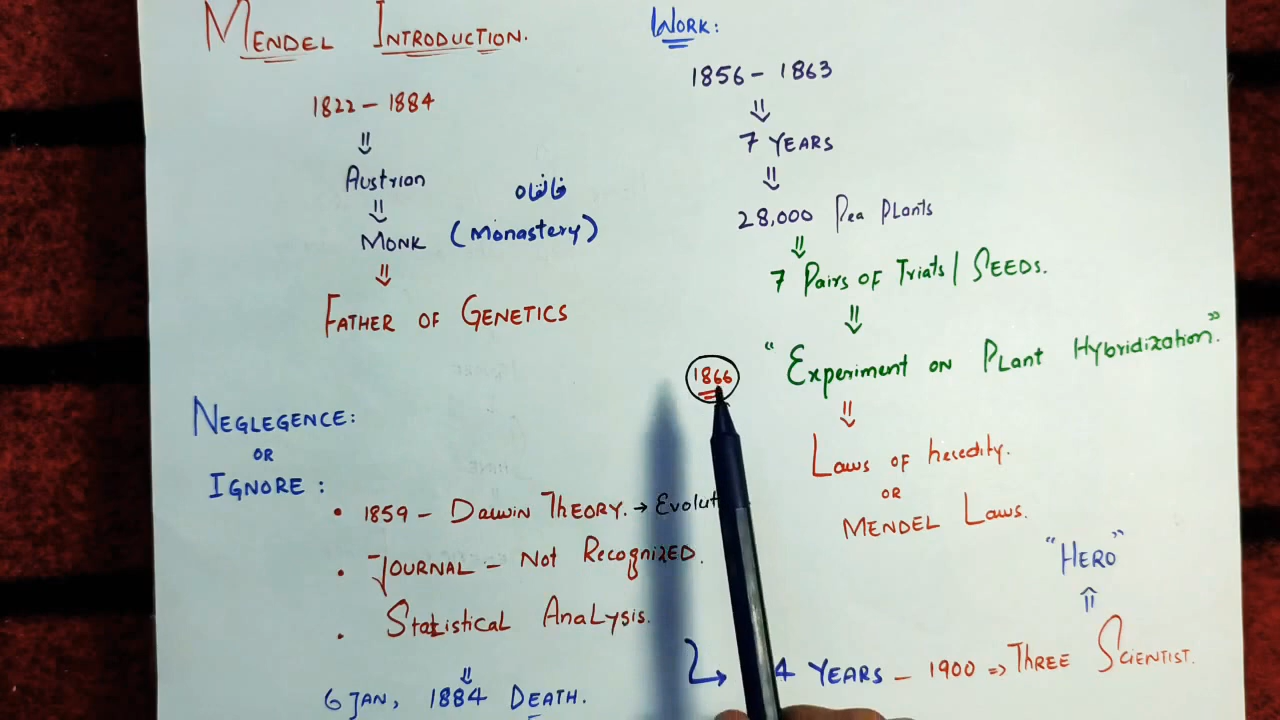 MENDEL INTRODUCTION.
1822 – 1884
⇓
Austrian
⇓
خانقاہ
MONK (Monastery)
⇓
FATHER OF GENETICS
NEGLEGENCE:
OR
IGNORE:
• 1859 – Darwin THEORY. → Evolut
• JOURNAL – Not RecogniZED.
• Statistical Analysis.
⇓
6 JAN, 1884 DEATH.
WORK:
1856 – 1863
⇓
7 YEARS
⇓
28,000 Pea Plants
⇓
7 Pairs of Triats / SEEDS.
⇓
1866 "Experiment on Plant Hybridization."
⇓
Laws of heredity.
OR
MENDEL Laws.
"HERO"
⇑
4 YEARS – 1900 ⇒ THREE SCIENTIST.